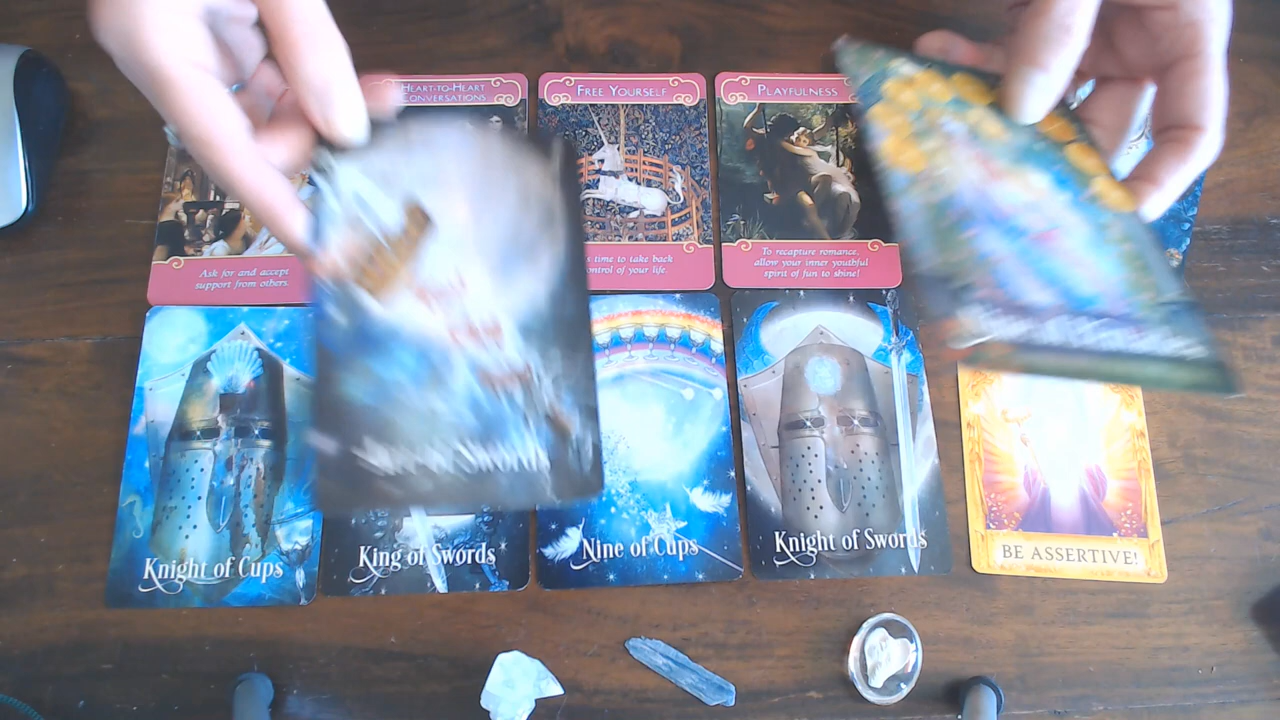 HEART-TO-HEART
CONVERSATIONS
FREE YOURSELF
PLAYFULNESS
Ask for and accept
support from others.
time to take back
control of your life.
To recapture romance,
allow your inner youthful
spirit of fun to shine!
Knight of Cups
King of Swords
Nine of Cups
Knight of Swords
BE ASSERTIVE!